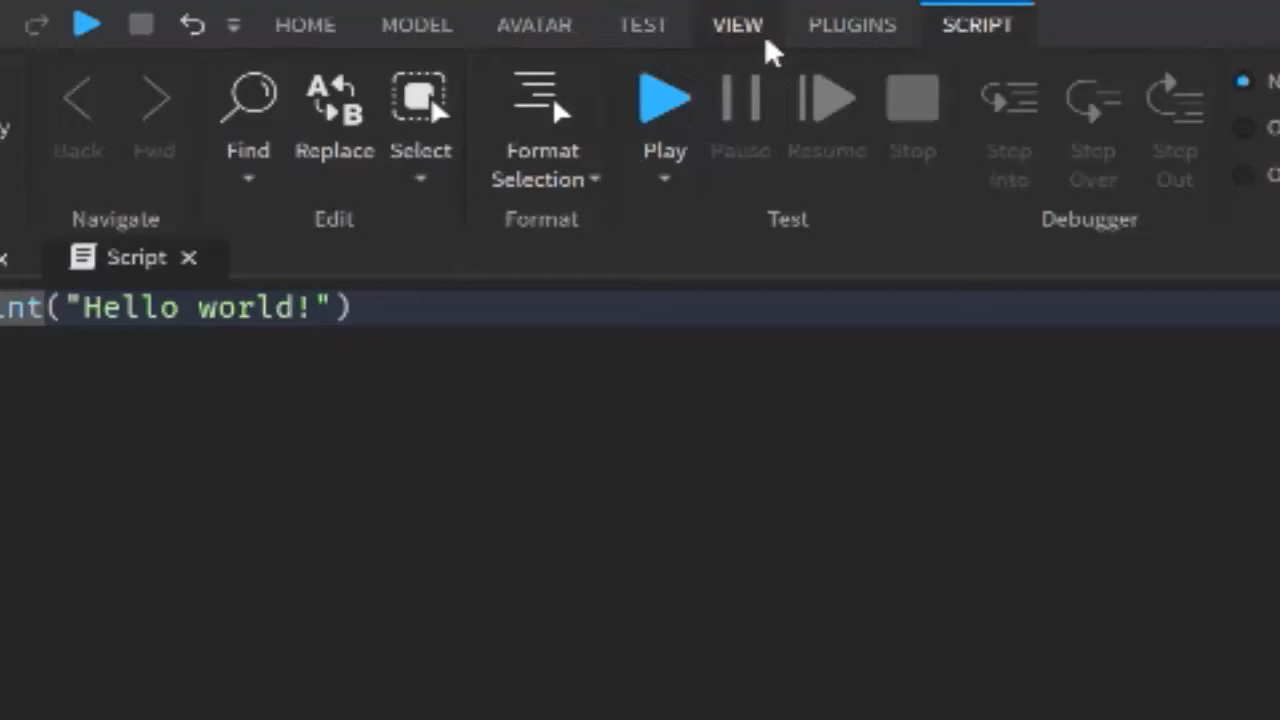 HOME MODEL AVATAR TEST VIEW PLUGINS SCRIPT
y Back Fwd Find Replace Select Format Selection Play Pause Resume Stop Step Into Step Over Step Out
Navigate Edit Format Test Debugger
Script
int("Hello world!")